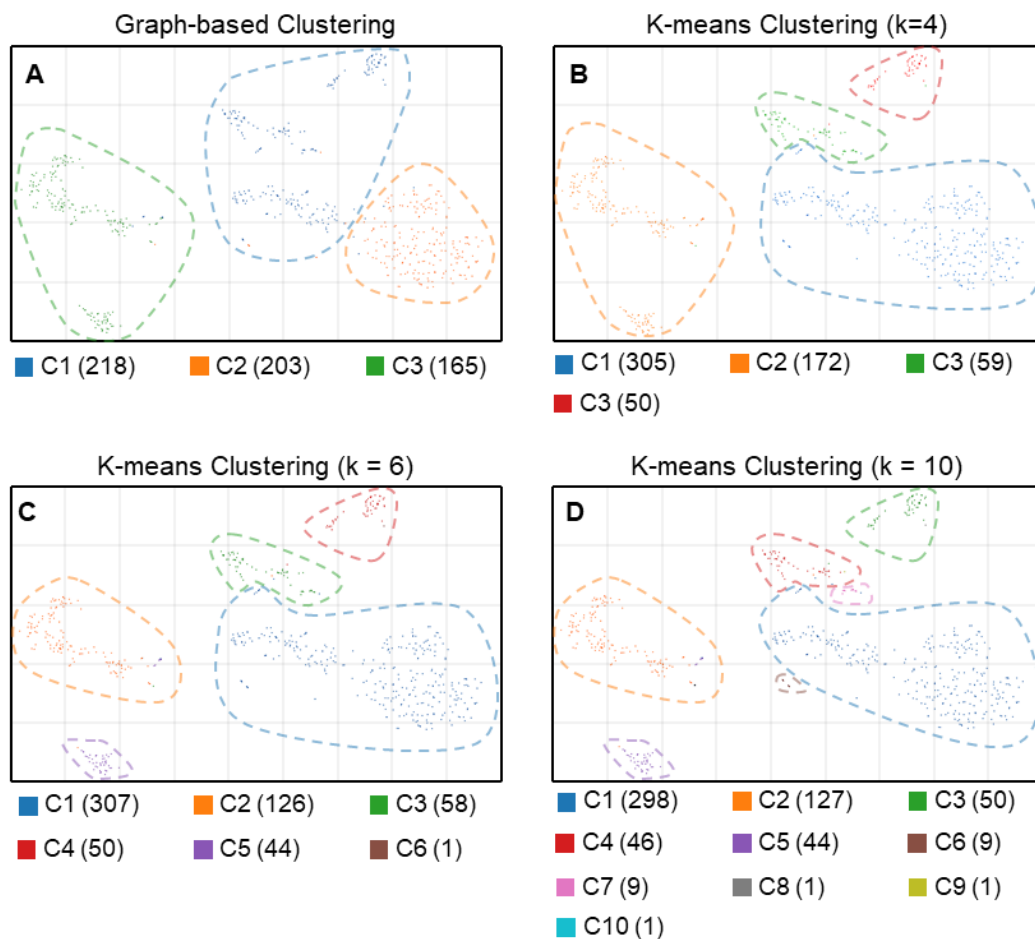 Graph-based Clustering
A
C1 (218) C2 (203) C3 (165)
K-means Clustering (k=4)
B
C1 (305) C2 (172) C3 (59)
C3 (50)
K-means Clustering (k = 6)
C
C1 (307) C2 (126) C3 (58)
C4 (50) C5 (44) C6 (1)
K-means Clustering (k = 10)
D
C1 (298) C2 (127) C3 (50)
C4 (46) C5 (44) C6 (9)
C7 (9) C8 (1) C9 (1)
C10 (1)